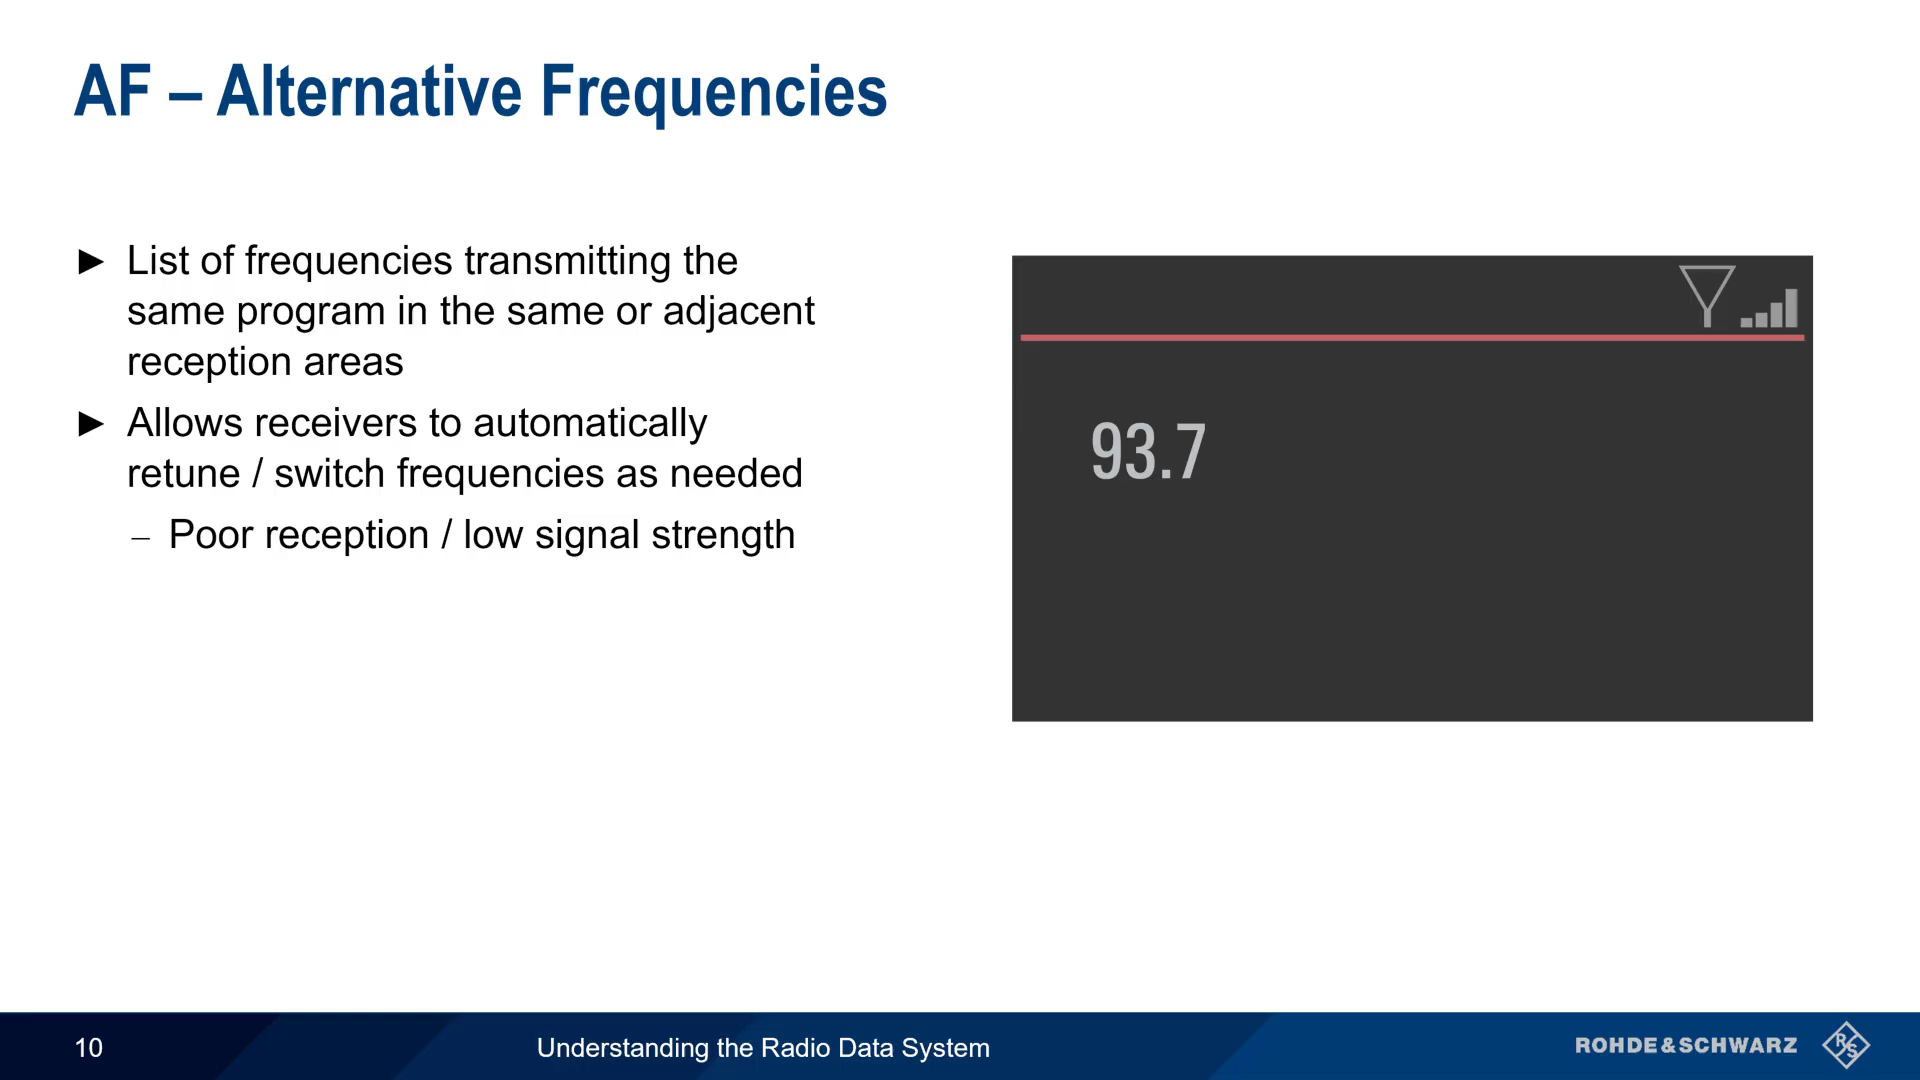 AF – Alternative Frequencies
► List of frequencies transmitting the
same program in the same or adjacent
reception areas
► Allows receivers to automatically
retune / switch frequencies as needed
– Poor reception / low signal strength
93.7
10
Understanding the Radio Data System
ROHDE&SCHWARZ
R&S